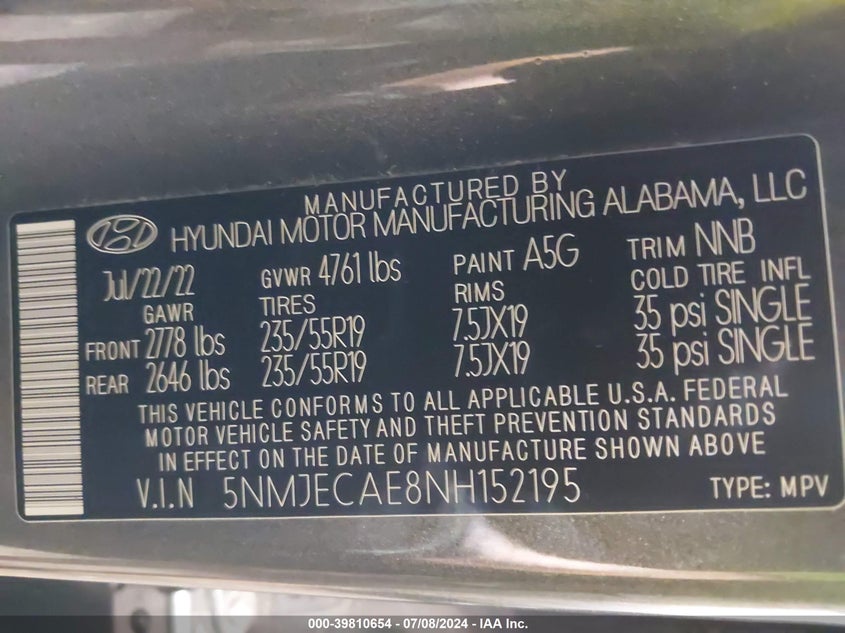 MANUFACTURED BY
HYUNDAI MOTOR MANUFACTURING ALABAMA, LLC
Jul/22/22 GVWR 4761 lbs PAINT A5G TRIM NNB
GAWR TIRES RIMS COLD TIRE INFL
FRONT 2778 lbs 235/55R19 7.5JX19 35 psi SINGLE
REAR 2646 lbs 235/55R19 7.5JX19 35 psi SINGLE
THIS VEHICLE CONFORMS TO ALL APPLICABLE U.S.A. FEDERAL
MOTOR VEHICLE SAFETY AND THEFT PREVENTION STANDARDS
IN EFFECT ON THE DATE OF MANUFACTURE SHOWN ABOVE
V.I.N 5NMJECAE8NH152195 TYPE: MPV
000-39810654 - 07/08/2024 - IAA Inc.